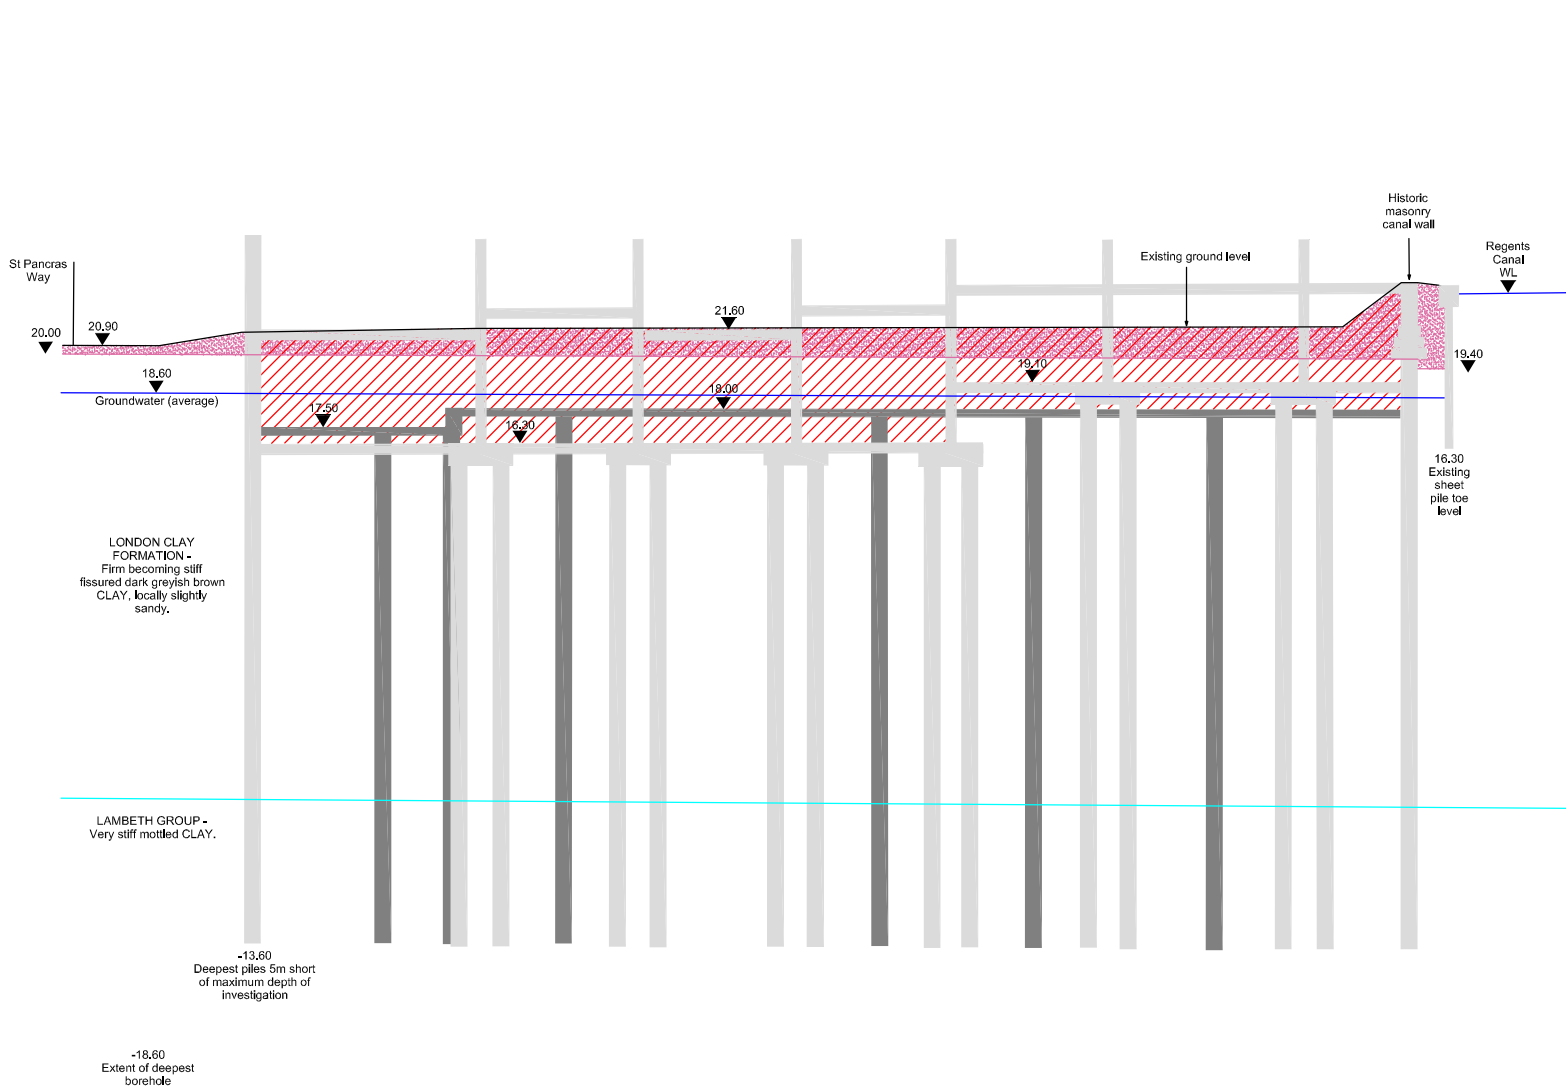 Historic
masonry
canal wall
Regents
Canal
WL
St Pancras
Way
Existing ground level
20.00
20.90
21.60
19.10
19.40
18.60
Groundwater (average)
18.00
17.50
16.30
16.30
Existing
sheet
pile toe
level
LONDON CLAY
FORMATION -
Firm becoming stiff
fissured dark greyish brown
CLAY, locally slightly
sandy.
LAMBETH GROUP -
Very stiff mottled CLAY.
-13.60
Deepest piles 5m short
of maximum depth of
investigation
-18.60
Extent of deepest
borehole